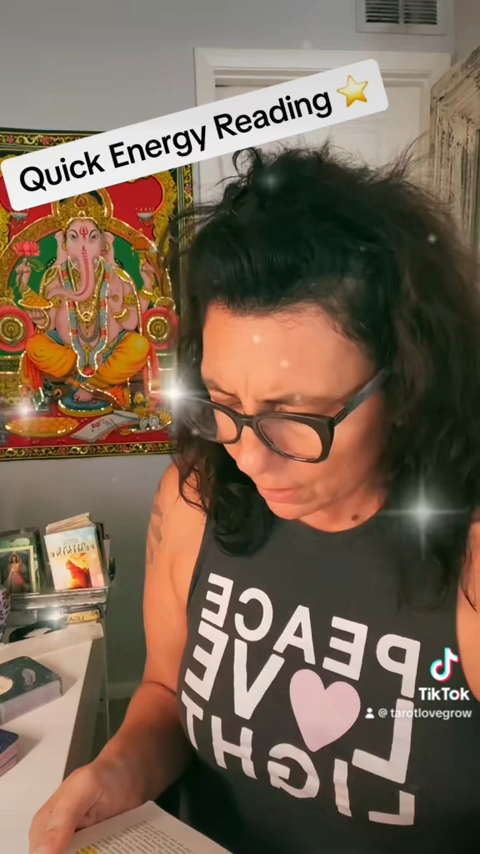 Quick Energy Reading ⭐
PEACE
LOVE
LIGHT
TikTok
@ tarotlovegrow